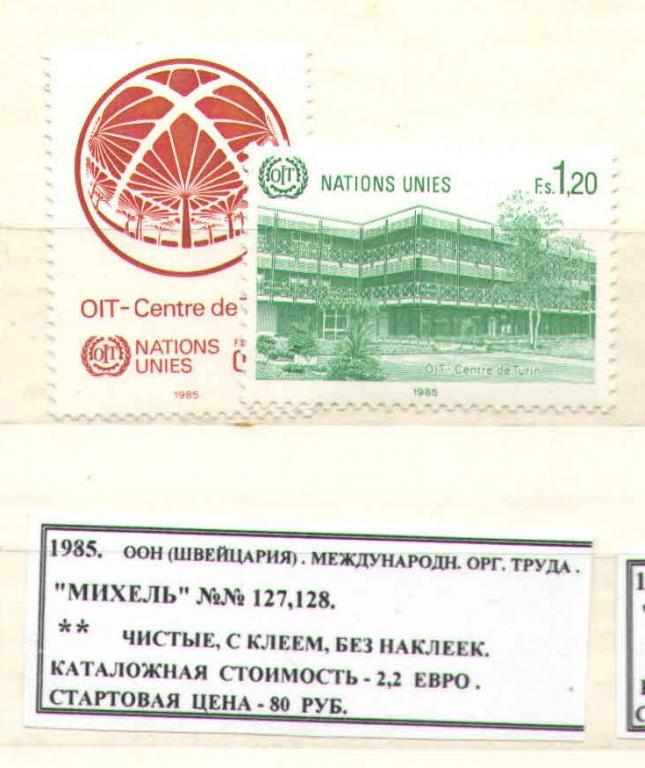 OIT
NATIONS UNIES
F.s.1,20
OIT-Centre de
OIT
NATIONS
UNIES
F.s
1985
OIT-Centre de Turin
1985
1985. ООН (ШВЕЙЦАРИЯ). МЕЖДУНАРОДН. ОРГ. ТРУДА.
"МИХЕЛЬ" №№ 127,128.
** ЧИСТЫЕ, С КЛЕЕМ, БЕЗ НАКЛЕЕК.
КАТАЛОЖНАЯ СТОИМОСТЬ - 2,2 ЕВРО.
СТАРТОВАЯ ЦЕНА - 80 РУБ.